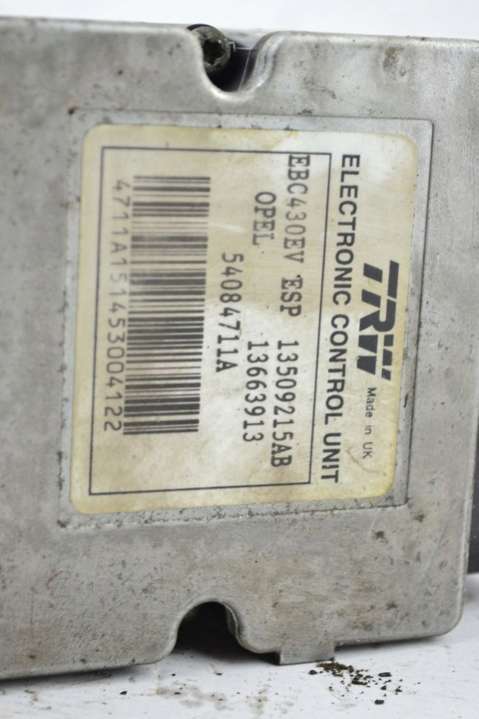 TRW Made in UK
ELECTRONIC CONTROL UNIT
EBC430EV ESP 13509215AB
OPEL 13663913
54084711A
4711A151453004122